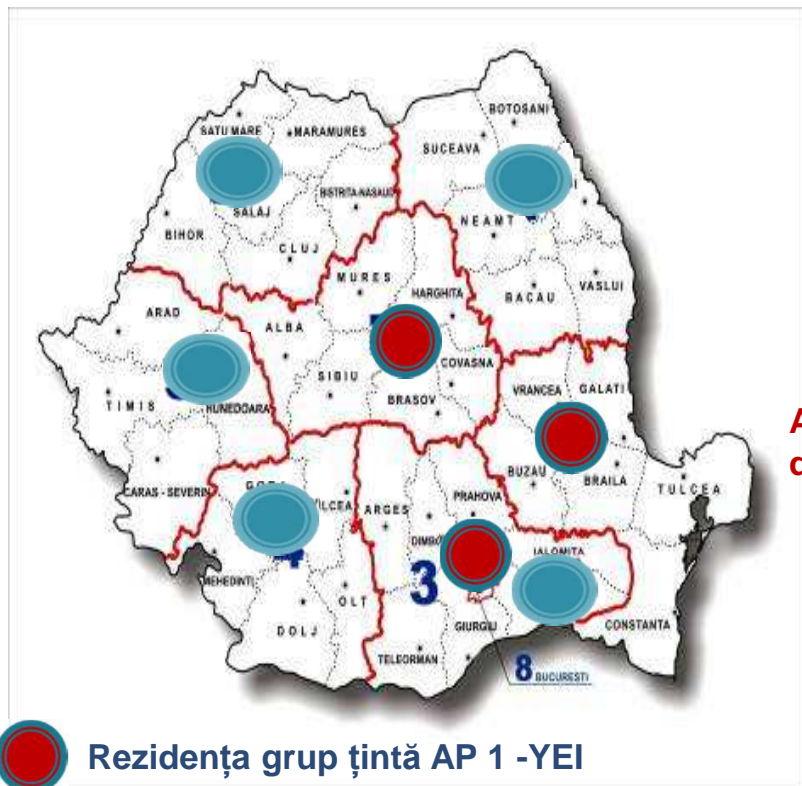 BOTOSANI
SATU MARE
MARAMURES
SUCEAVA
BISTRITA-NASAUD
SALAJ
NEAMT
BIHOR
CLUJ
MURES
HARGHITA
BACAU
VASLUI
ARAD
ALBA
COVASNA
SIBIU
BRASOV
VRANCEA
GALATI
TIMIS
HUNEDOARA
BUZAU
BRAILA
TULCEA
CARAS - SEVERIN
ARGES
PRAHOVA
IALOMITA
MEHEDINTI
4
3
OLT
DOLJ
GIURGIU
CONSTANTA
TELEORMAN
8 BUCURESTI
Rezidența grup țintă AP 1 -YEI